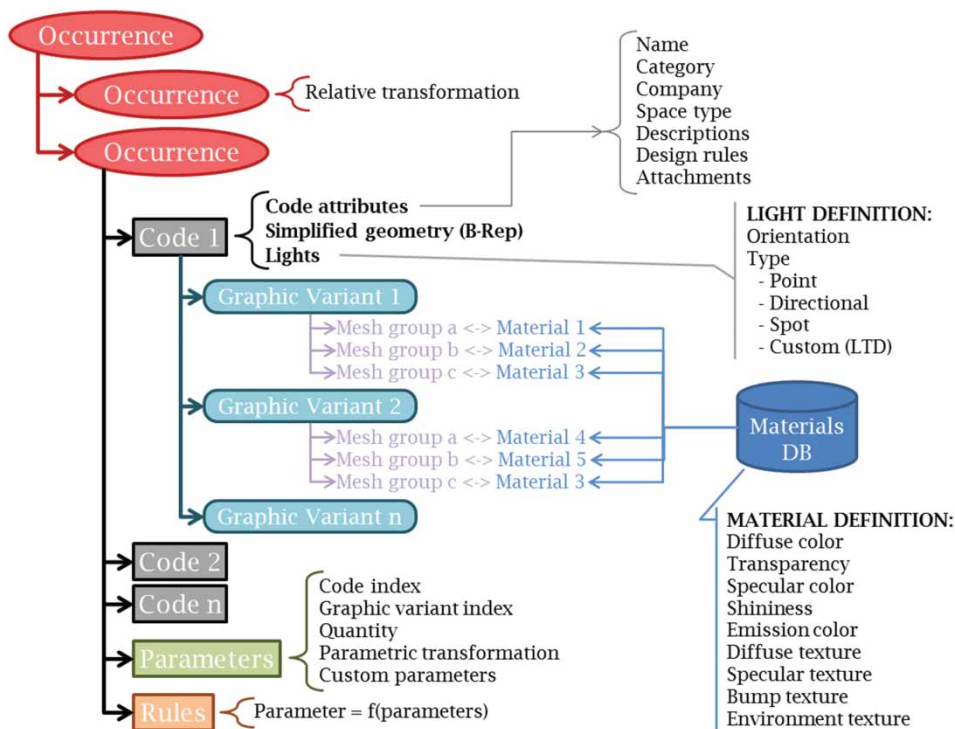 Occurrence
Occurrence
Relative transformation
Occurrence
Name
Category
Company
Space type
Descriptions
Design rules
Attachments
Code 1
Code attributes
Simplified geometry (B-Rep)
Lights
LIGHT DEFINITION:
Orientation
Type
- Point
- Directional
- Spot
- Custom (LTD)
Graphic Variant 1
Mesh group a <-> Material 1
Mesh group b <-> Material 2
Mesh group c <-> Material 3
Graphic Variant 2
Mesh group a <-> Material 4
Mesh group b <-> Material 5
Mesh group c <-> Material 3
Graphic Variant n
Materials
DB
MATERIAL DEFINITION:
Diffuse color
Transparency
Specular color
Shininess
Emission color
Diffuse texture
Specular texture
Bump texture
Environment texture
Code 2
Code n
Parameters
Code index
Graphic variant index
Quantity
Parametric transformation
Custom parameters
Rules
Parameter = f(parameters)